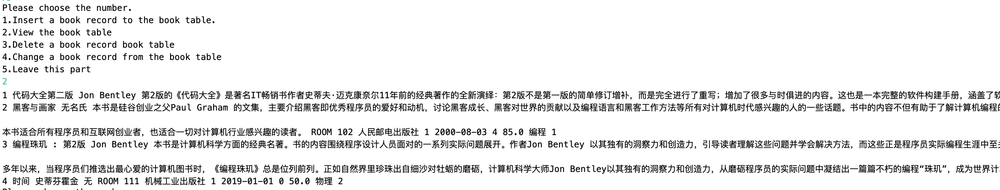 Please choose the number.
1.Insert a book record to the book table.
2.View the book table
3.Delete a book record book table
4.Change a book record from the book table
5.Leave this part
2
1 代码大全第二版 Jon Bentley 第2版的《代码大全》是著名IT畅销书作者史蒂夫·迈克康奈尔11年前的经典著作的全新演绎：第2版不是第一版的简单修订增补，而是完全进行了重写；增加了很多与时俱进的内容。这也是一本完整的软件构建手册，涵盖了软
2 黑客与画家 无名氏 本书是硅谷创业之父Paul Graham 的文集，主要介绍黑客即优秀程序员的爱好和动机，讨论黑客成长、黑客对世界的贡献以及编程语言和黑客工作方法等所有对计算机时代感兴趣的人的一些话题。书中的内容不但有助于了解计算机编程的
本书适合所有程序员和互联网创业者，也适合一切对计算机行业感兴趣的读者。 ROOM 102 人民邮电出版社 1 2000-08-03 4 85.0 编程 1
3 编程珠玑 : 第2版 Jon Bentley 本书是计算机科学方面的经典名著。书的内容围绕程序设计人员面对的一系列实际问题展开。作者Jon Bentley 以其独有的洞察力和创造力，引导读者理解这些问题并学会解决方法，而这些正是程序员实际编程生涯中至
多年以来，当程序员们推选出最心爱的计算机图书时，《编程珠玑》总是位列前列。正如自然界里珍珠出自细沙对牡蛎的磨砺，计算机科学大师Jon Bentley以其独有的洞察力和创造力，从磨砺程序员的实际问题中凝结出一篇篇不朽的编程“珠玑”，成为世界计
4 时间 史蒂芬霍金 无 ROOM 111 机械工业出版社 1 2019-01-01 0 50.0 物理 2